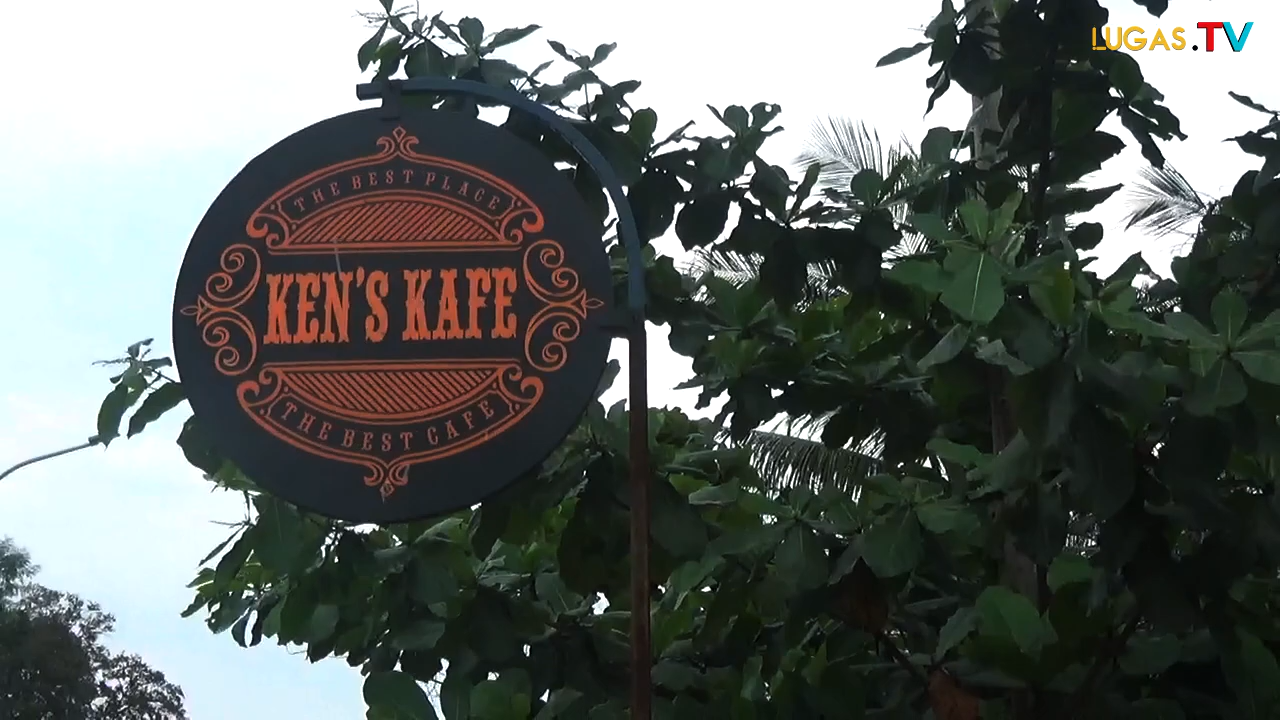 LUGAS.TV
THE BEST PLACE
KEN'S KAFE
THE BEST CAFE